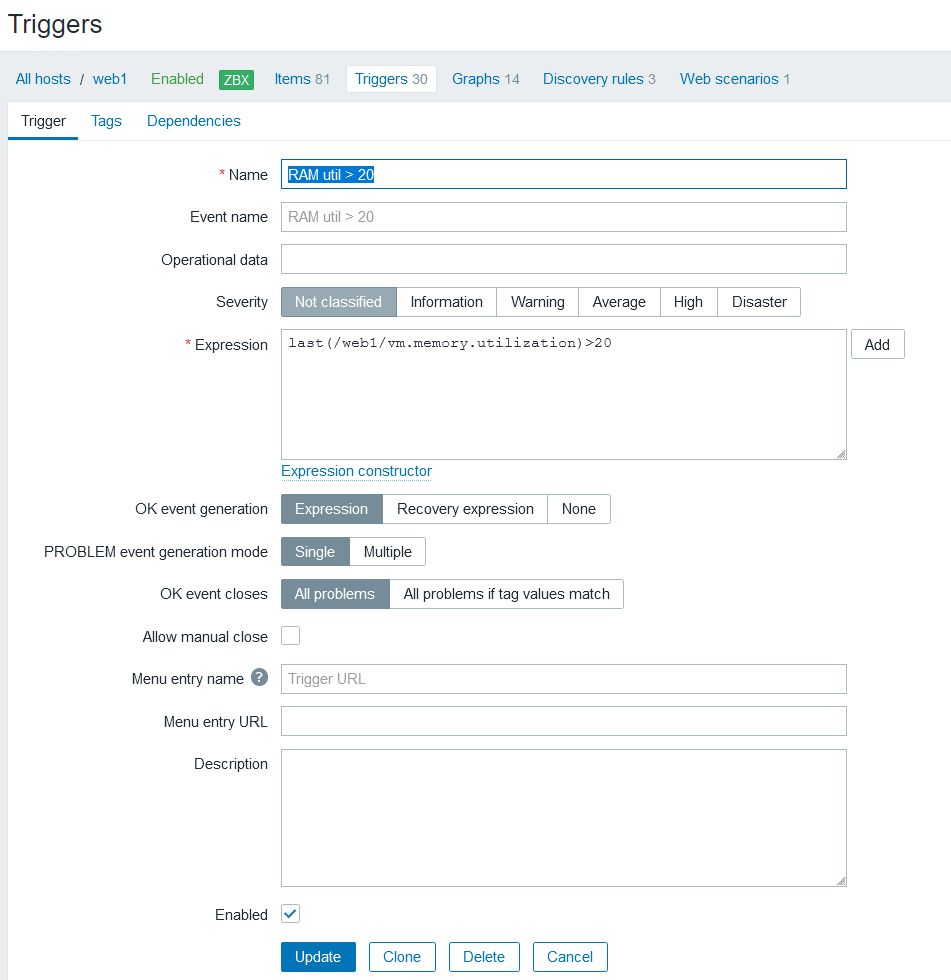 Triggers
All hosts / web1 Enabled ZBX Items 81 Triggers 30 Graphs 14 Discovery rules 3 Web scenarios 1
Trigger Tags Dependencies
* Name RAM util > 20
Event name RAM util > 20
Operational data
Severity Not classified Information Warning Average High Disaster
* Expression last(/web1/vm.memory.utilization)>20 Add
Expression constructor
OK event generation Expression Recovery expression None
PROBLEM event generation mode Single Multiple
OK event closes All problems All problems if tag values match
Allow manual close
Menu entry name ? Trigger URL
Menu entry URL
Description
Enabled
Update Clone Delete Cancel